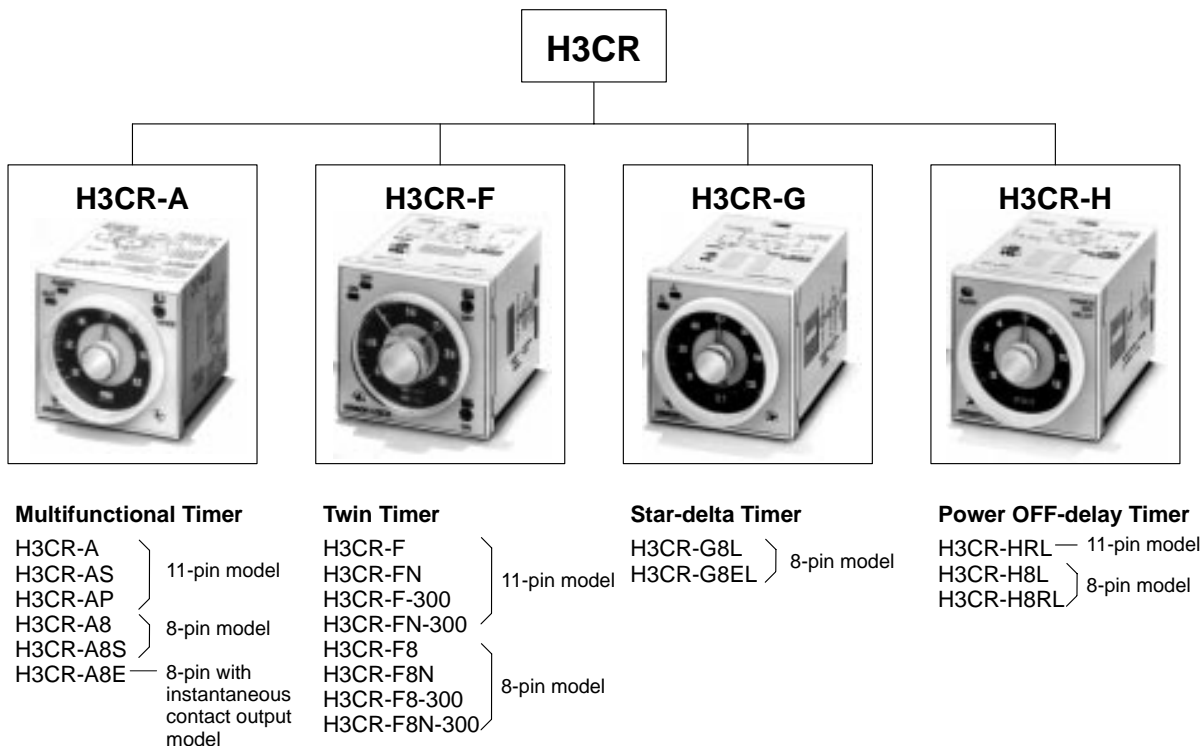 H3CR
H3CR-A
H3CR-F
H3CR-G
H3CR-H
Multifunctional Timer
H3CR-A
H3CR-AS
H3CR-AP
11-pin model
H3CR-A8
H3CR-A8S
8-pin model
H3CR-A8E
8-pin with
instantaneous
contact output
model
Twin Timer
H3CR-F
H3CR-FN
H3CR-F-300
H3CR-FN-300
11-pin model
H3CR-F8
H3CR-F8N
H3CR-F8-300
H3CR-F8N-300
8-pin model
Star-delta Timer
H3CR-G8L
H3CR-G8EL
8-pin model
Power OFF-delay Timer
H3CR-HRL
11-pin model
H3CR-H8L
H3CR-H8RL
8-pin model